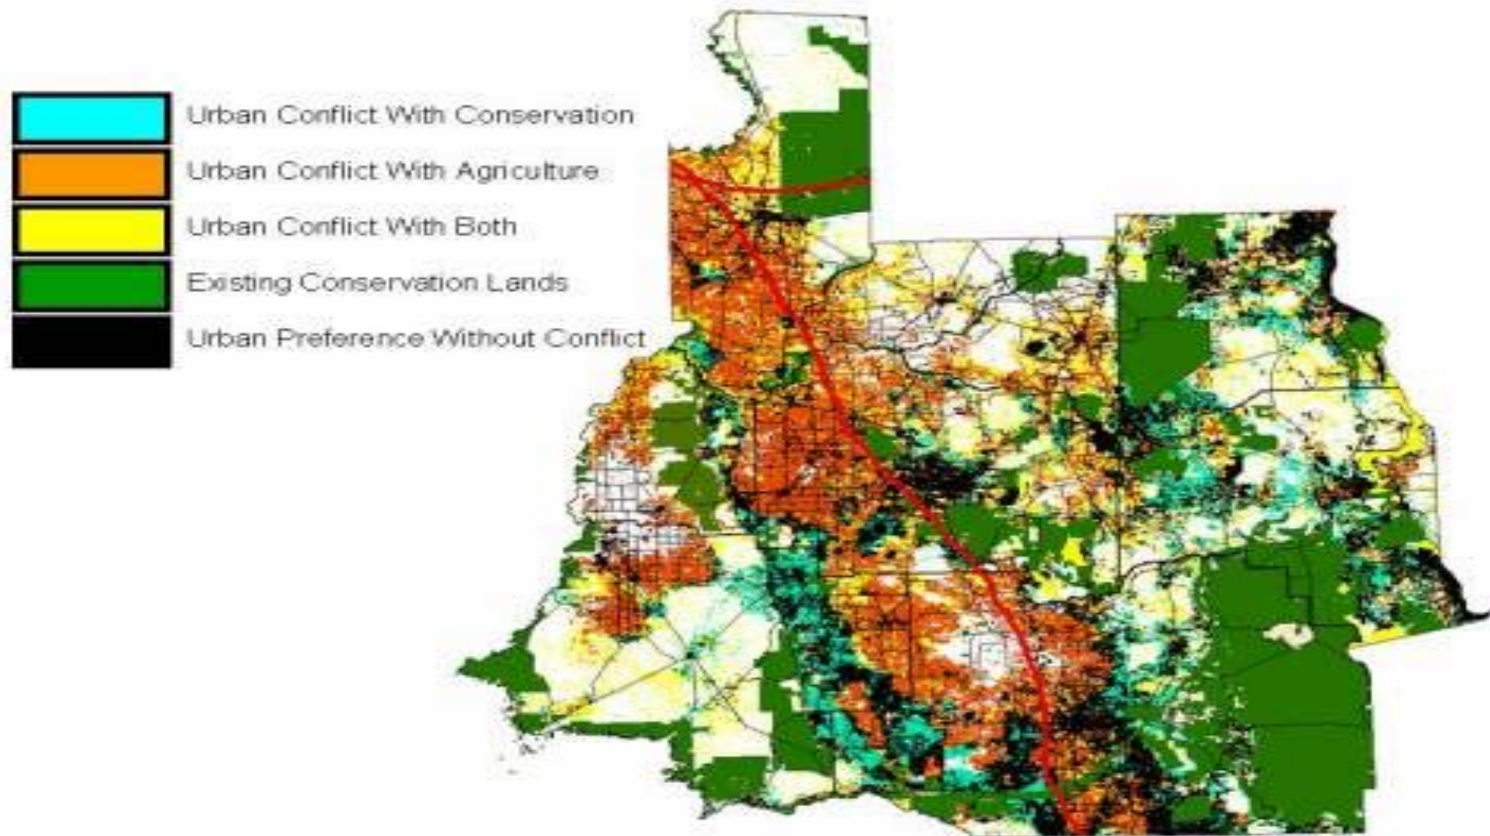 Urban Conflict With Conservation
Urban Conflict With Agriculture
Urban Conflict With Both
Existing Conservation Lands
Urban Preference Without Conflict